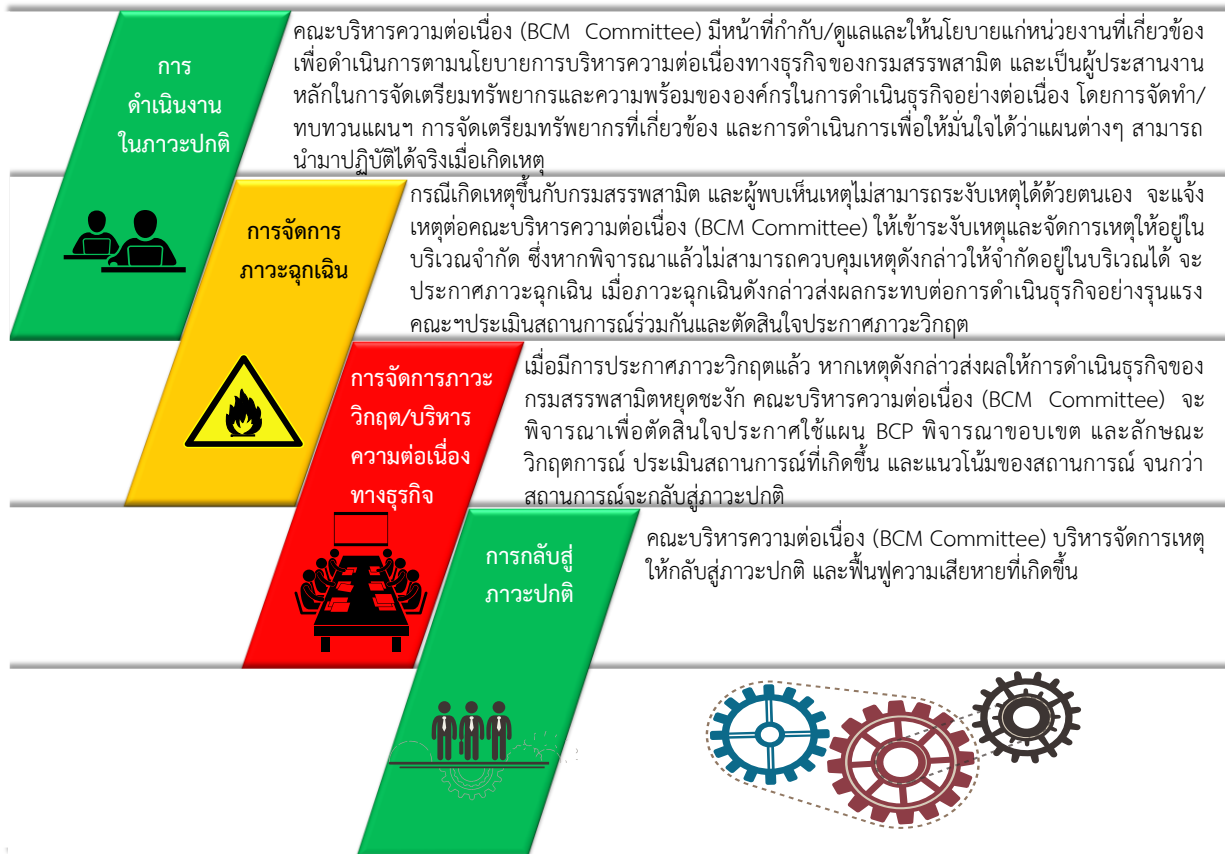 การ
ดำเนินงาน
ในภาวะปกติ
คณะบริหารความต่อเนื่อง (BCM Committee) มีหน้าที่กำกับ/ดูแลและให้นโยบายแก่หน่วยงานที่เกี่ยวข้อง
เพื่อดำเนินการตามนโยบายการบริหารความต่อเนื่องทางธุรกิจของกรมสรรพสามิต และเป็นผู้ประสานงาน
หลักในการจัดเตรียมทรัพยากรและความพร้อมขององค์กรในการดำเนินธุรกิจอย่างต่อเนื่อง โดยการจัดทำ/
ทบทวนแผนฯ การจัดเตรียมทรัพยากรที่เกี่ยวข้อง และการดำเนินการเพื่อให้มั่นใจได้ว่าแผนต่างๆ สามารถ
นำมาปฏิบัติได้จริงเมื่อเกิดเหตุ
การจัดการ
ภาวะฉุกเฉิน
กรณีเกิดเหตุขึ้นกับกรมสรรพสามิต และผู้พบเห็นเหตุไม่สามารถระงับเหตุได้ด้วยตนเอง จะแจ้ง
เหตุต่อคณะบริหารความต่อเนื่อง (BCM Committee) ให้เข้าระงับเหตุและจัดการเหตุให้อยู่ใน
บริเวณจำกัด ซึ่งหากพิจารณาแล้วไม่สามารถควบคุมเหตุดังกล่าวให้จำกัดอยู่ในบริเวณได้ จะ
ประกาศภาวะฉุกเฉิน เมื่อภาวะฉุกเฉินดังกล่าวส่งผลกระทบต่อการดำเนินธุรกิจอย่างรุนแรง
คณะฯประเมินสถานการณ์ร่วมกันและตัดสินใจประกาศภาวะวิกฤต
การจัดการภาวะ
วิกฤต/บริหาร
ความต่อเนื่อง
ทางธุรกิจ
เมื่อมีการประกาศภาวะวิกฤตแล้ว หากเหตุดังกล่าวส่งผลให้การดำเนินธุรกิจของ
กรมสรรพสามิตหยุดชะงัก คณะบริหารความต่อเนื่อง (BCM Committee) จะ
พิจารณาเพื่อตัดสินใจประกาศใช้แผน BCP พิจารณาขอบเขต และลักษณะ
วิกฤตการณ์ ประเมินสถานการณ์ที่เกิดขึ้น และแนวโน้มของสถานการณ์ จนกว่า
สถานการณ์จะกลับสู่ภาวะปกติ
การกลับสู่
ภาวะปกติ
คณะบริหารความต่อเนื่อง (BCM Committee) บริหารจัดการเหตุ
ให้กลับสู่ภาวะปกติ และฟื้นฟูความเสียหายที่เกิดขึ้น